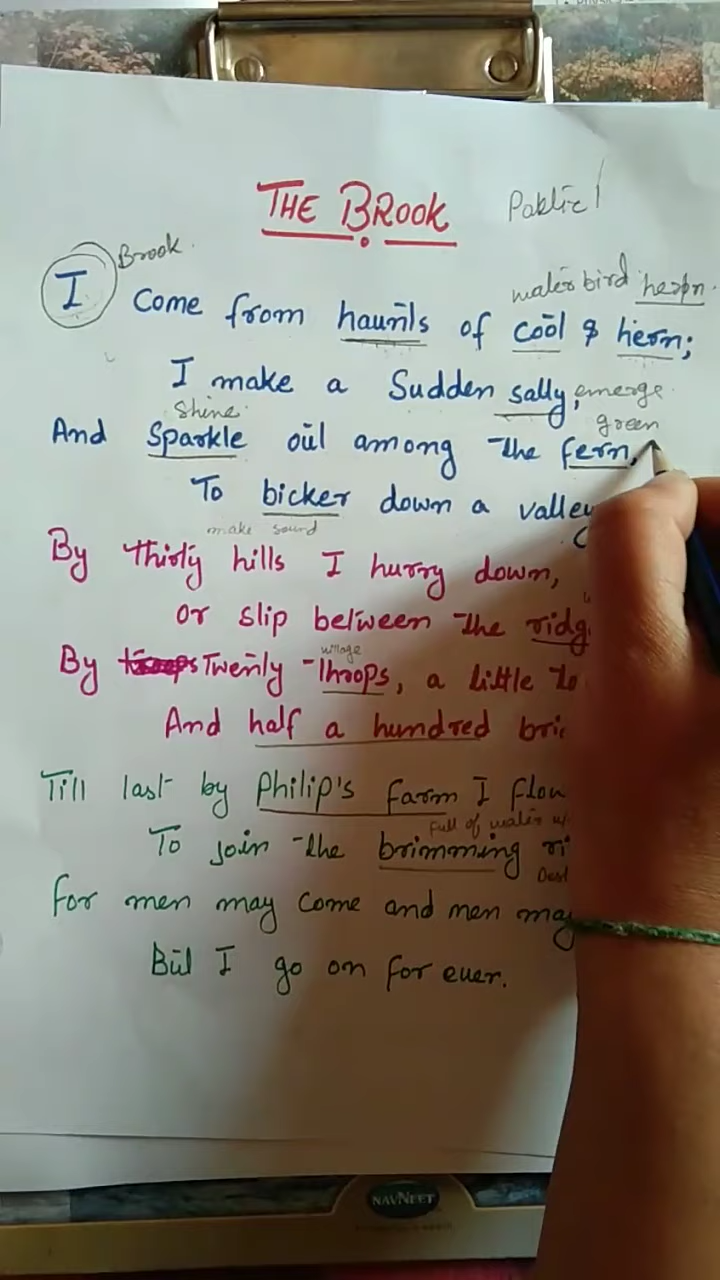 THE BROOK
Brook.
water bird heron.
I Come from haunts of cool & hern;
I make a Sudden sally, emerge
Shine. green
And Sparkle out among the fern,
To bicker down a valley
make sound
By thirty hills I hurry down,
or slip between the ridg
village
By Twenty thorops, a little to
And half a hundred bri
Till last by Philip's farm I flow
full of water
To join the brimming ri
For men may come and men may
But I go on for ever.
NAVNEET